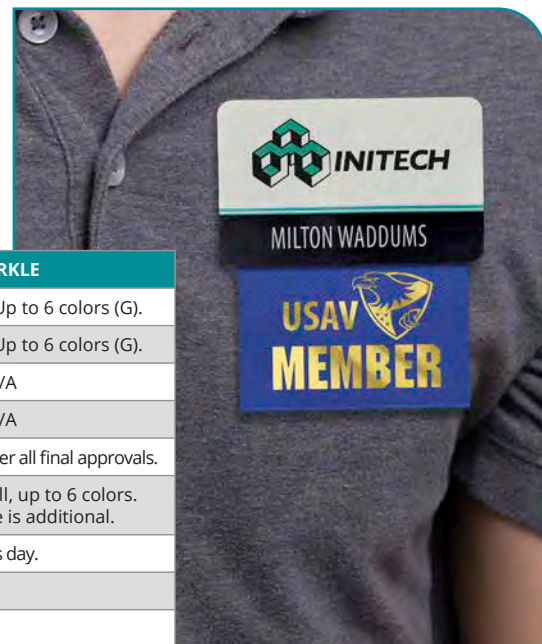 INITECH
MILTON WADDUMS
USAV
MEMBER
RKLE
Up to 6 colors (G).
Up to 6 colors (G).
/A
/A
er all final approvals.
ll, up to 6 colors.
e is additional.
s day.